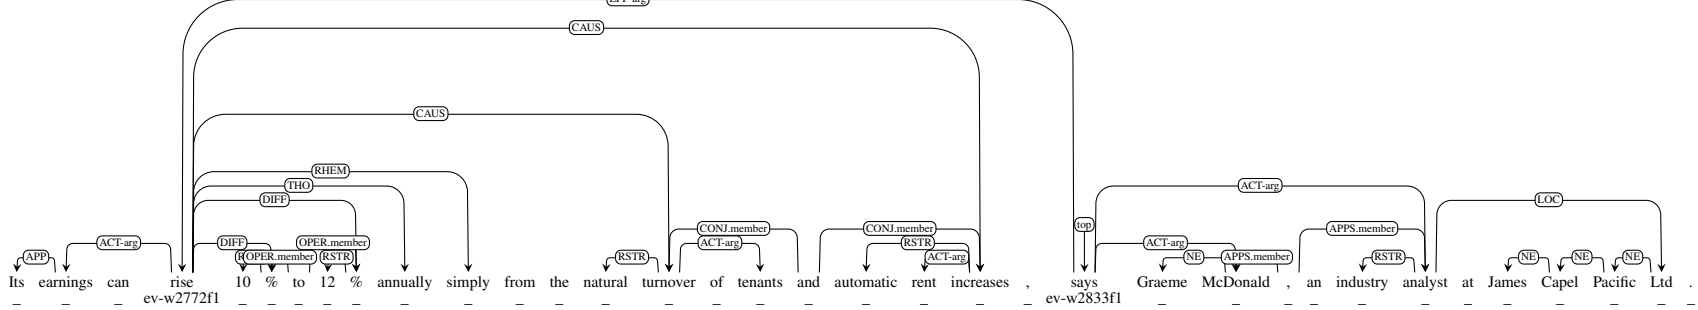 CAUS
CAUS
RHEM
THO
ACT-arg
DIFF
LOC
top
CONJ.member CONJ.member APPS.member
ACT-arg DIFF OPER.member ACT-arg RSTR ACT-arg
APP OPER.member RSTR RSTR ACT-arg NE APPS.member RSTR NE NE NE
Its earnings can rise 10 % to 12 % annually simply from the natural turnover of tenants and automatic rent increases , says Graeme McDonald , an industry analyst at James Capel Pacific Ltd .
_ _ _ ev-w2772f1 _ _ _ _ _ _ _ _ _ _ _ _ _ _ _ _ _ _ ev-w2833f1 _ _ _ _ _ _ _ _ _ _ _ _